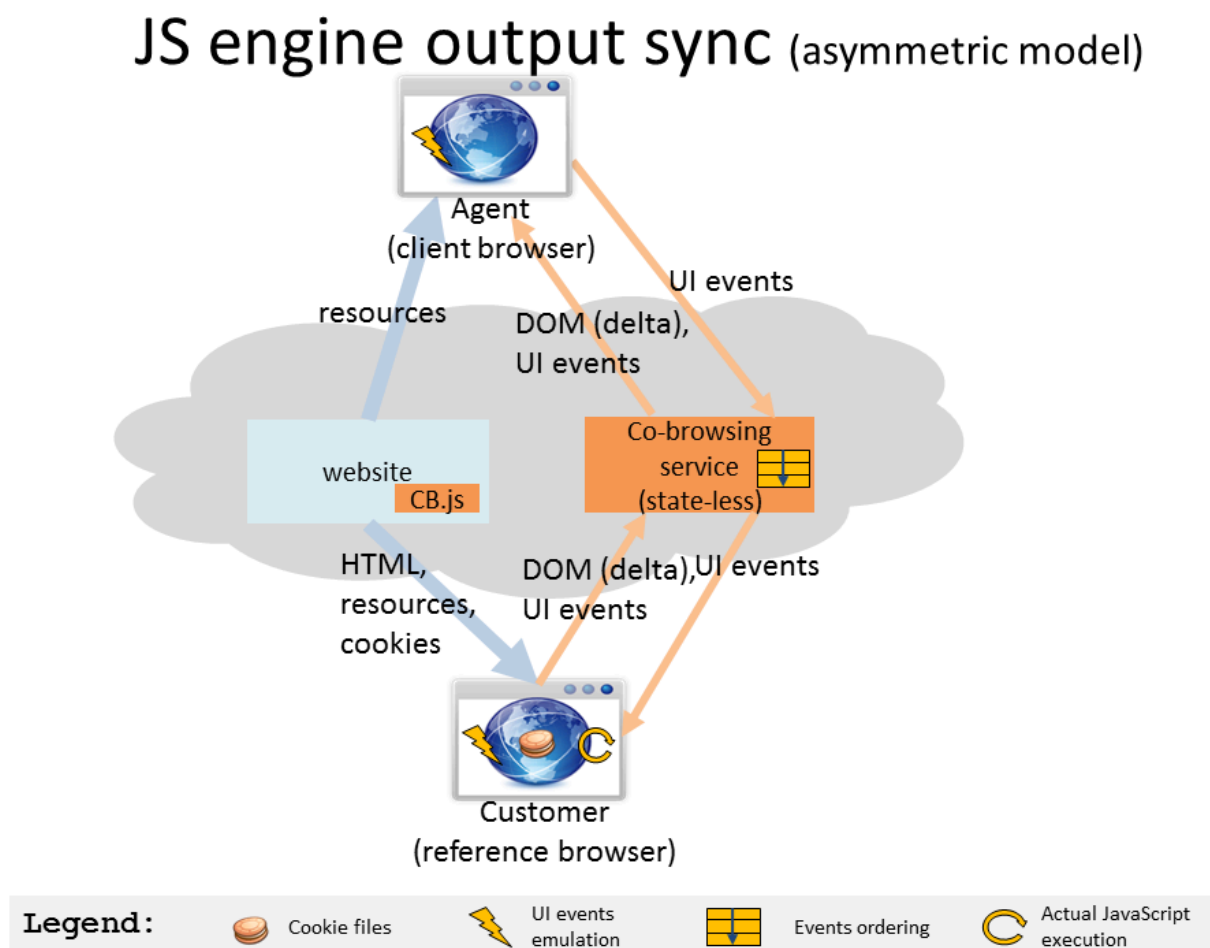 JS engine output sync (asymmetric model)
Agent
(client browser)
UI events
resources
DOM (delta),
UI events
Co-browsing
service
(state-less)
website
CB.js
HTML,
resources,
cookies
DOM (delta),
UI events
UI events
Customer
(reference browser)
Legend:
Cookie files
UI events
emulation
Events ordering
Actual JavaScript
execution